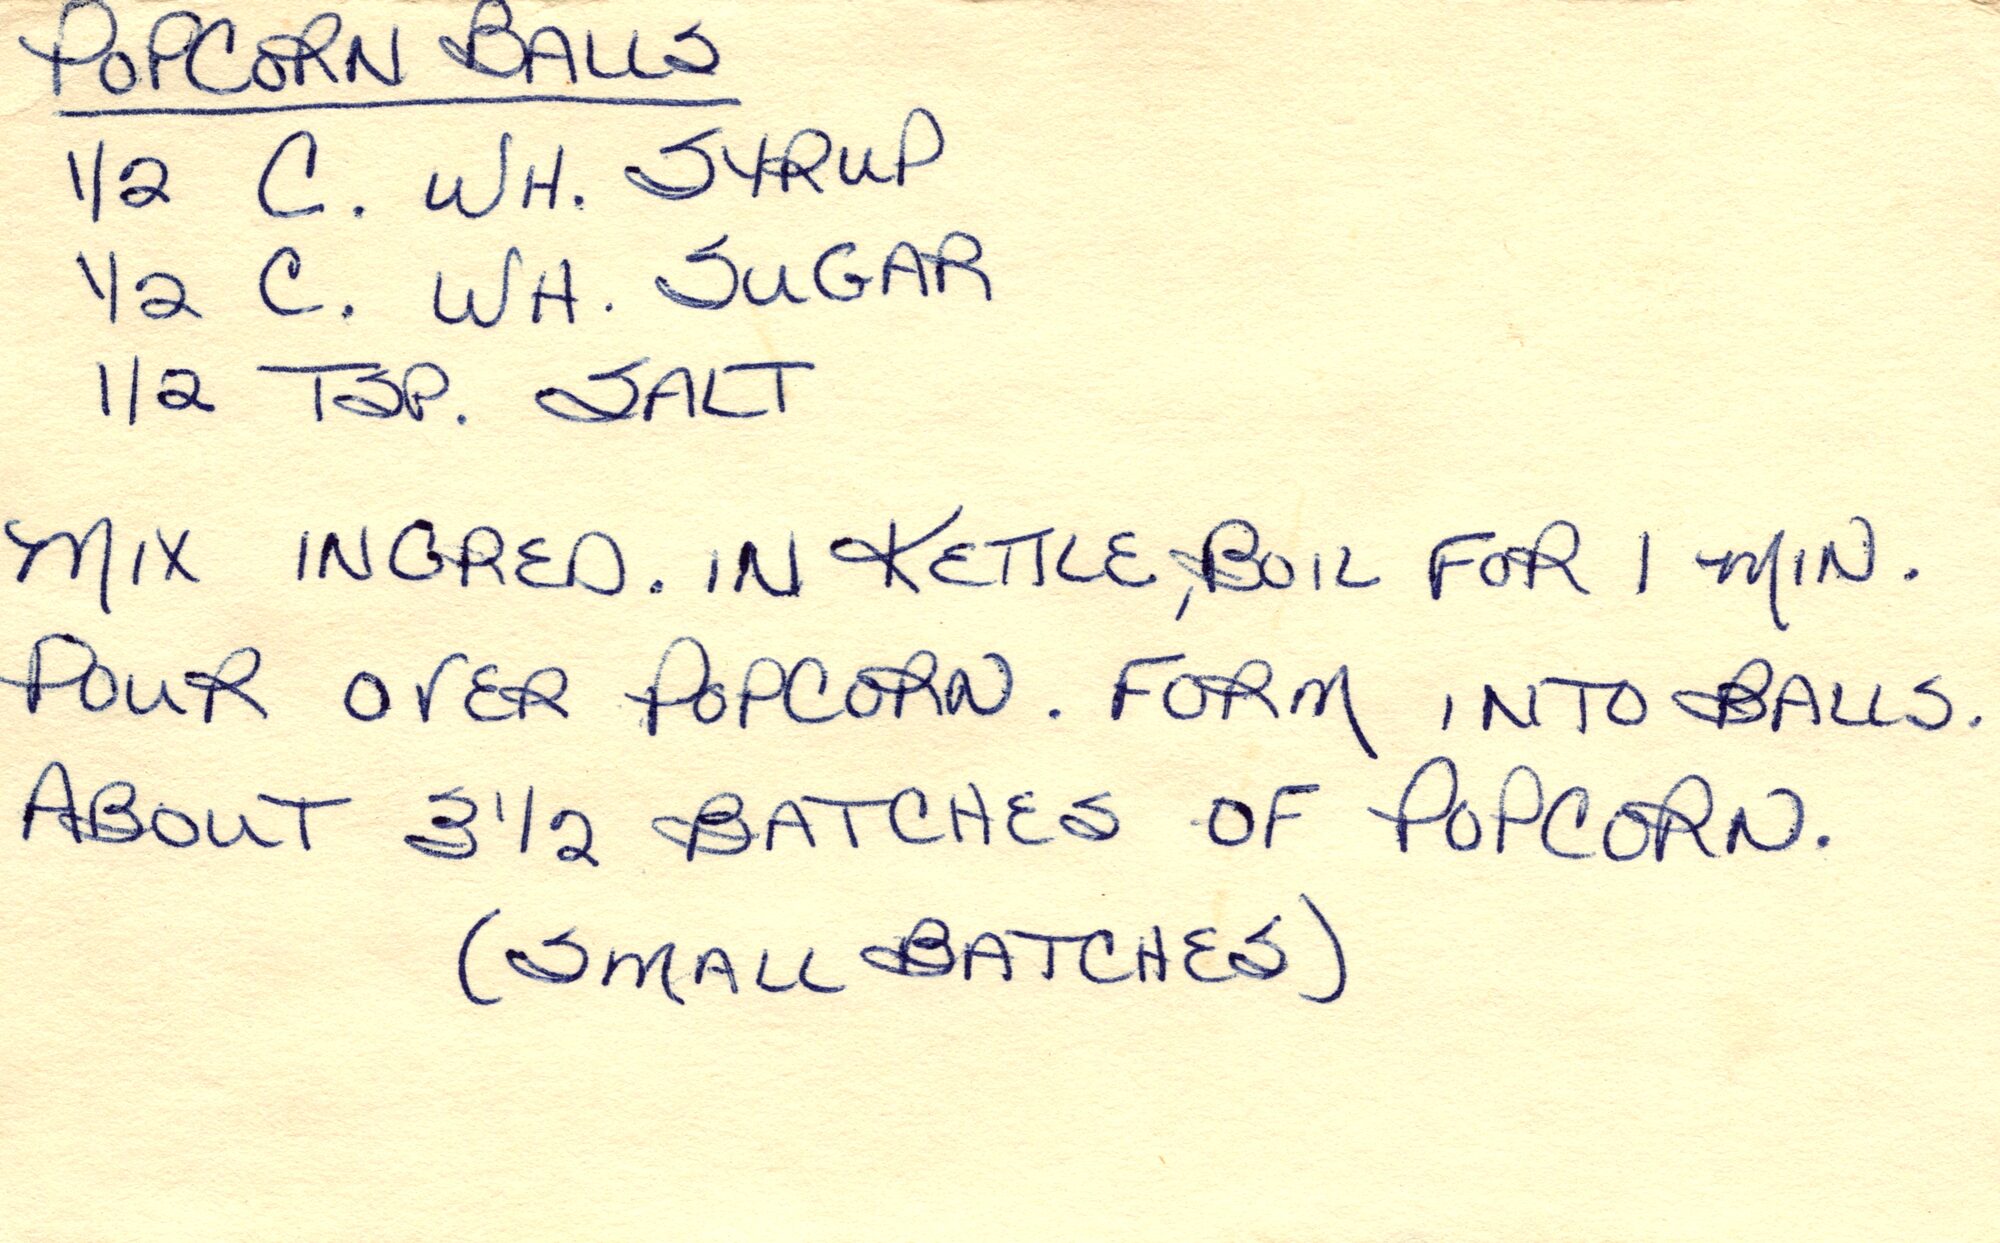 POPCORN BALLS
1/2 C. WH. SYRUP
1/2 C. WH. SUGAR
1/2 TSP. SALT
MIX INGRED. IN KETTLE, BOIL FOR 1 MIN.
POUR OVER POPCORN. FORM INTO BALLS.
ABOUT 3 1/2 BATCHES OF POPCORN.
(SMALL BATCHES)